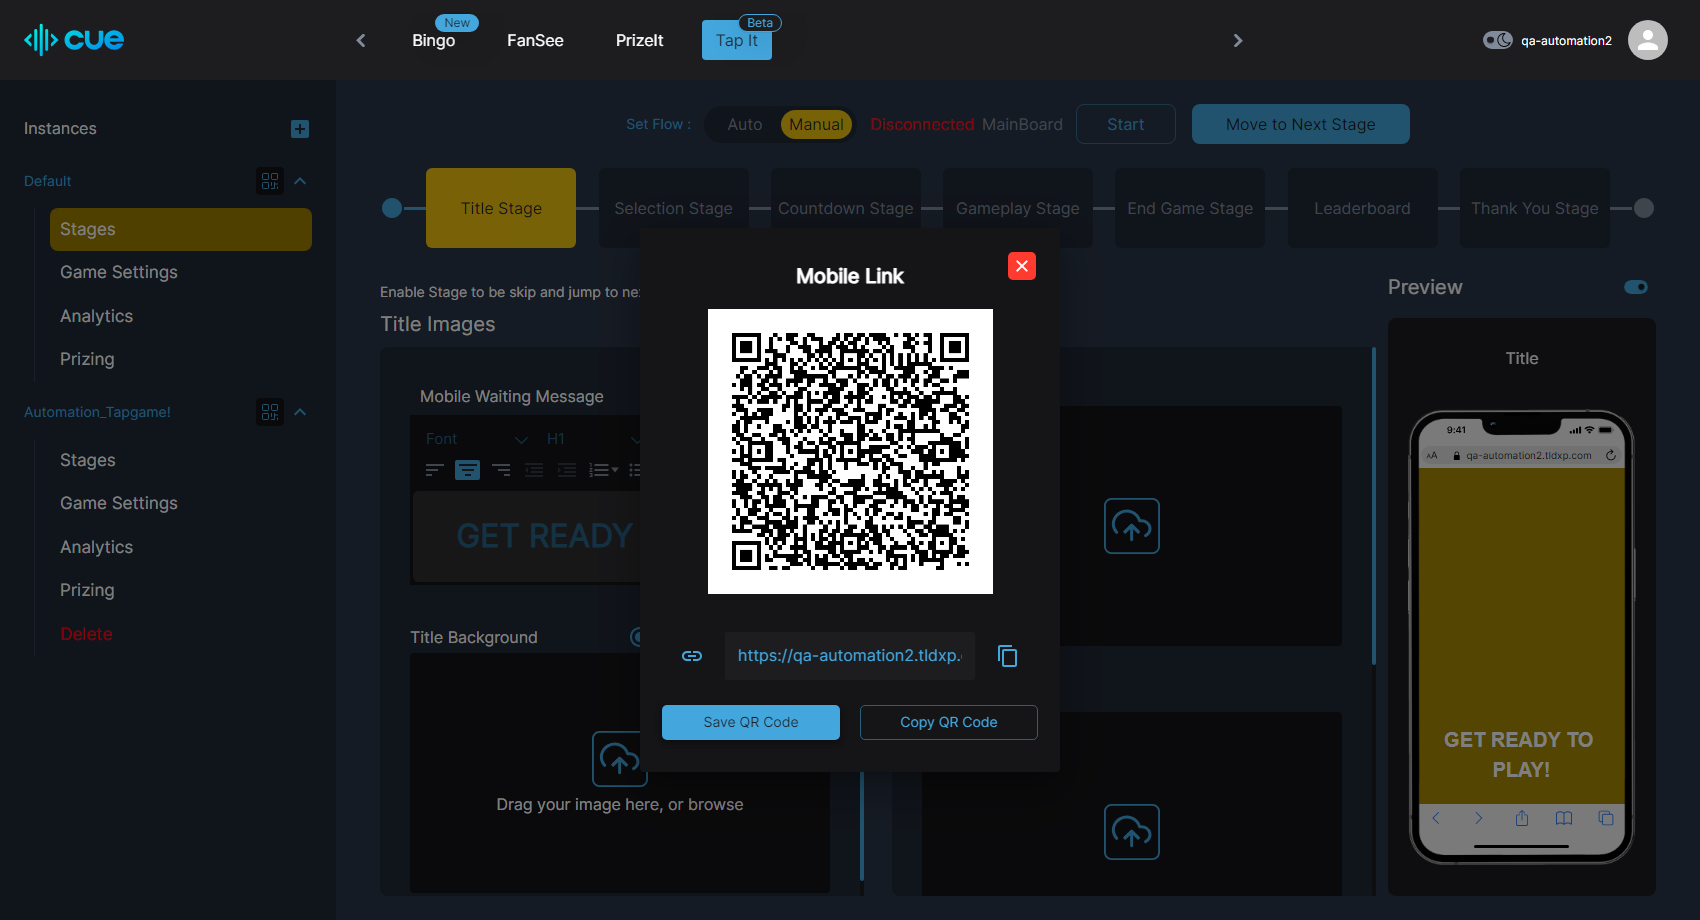 cue
Bingo
New
FanSee
PrizeIt
Tap It
Beta
qa-automation2
Instances
Default
Stages
Game Settings
Analytics
Prizing
Automation_Tapgame!
Stages
Game Settings
Analytics
Prizing
Delete
Set Flow :
Auto
Manual
Disconnected MainBoard
Start
Move to Next Stage
Title Stage
Selection Stage
Countdown Stage
Gameplay Stage
End Game Stage
Leaderboard
Thank You Stage
Enable Stage to be skip and jump to
Title Images
Mobile Waiting Message
Font
H1
GET READY
Title Background
Drag your image here, or browse
Mobile Link
https://qa-automation2.tldxp.
Save QR Code
Copy QR Code
Preview
Title
9:41
AA
qa-automation2.tldxp.com
GET READY TO
PLAY!